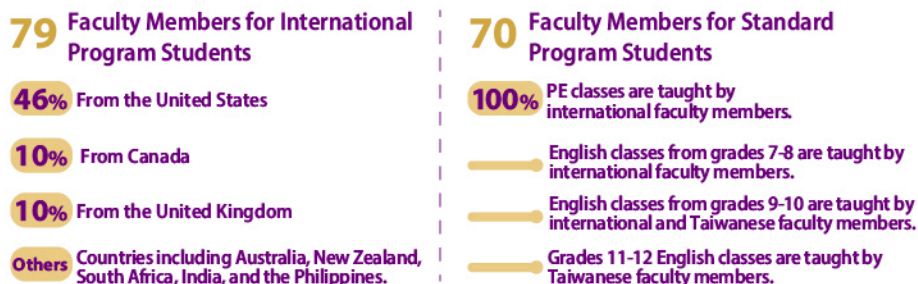 79 Faculty Members for International
Program Students
46% From the United States
10% From Canada
10% From the United Kingdom
Others Countries including Australia, New Zealand,
South Africa, India, and the Philippines.
70 Faculty Members for Standard
Program Students
100% PE classes are taught by
international faculty members.
English classes from grades 7-8 are taught by
international faculty members.
English classes from grades 9-10 are taught by
international and Taiwanese faculty members.
Grades 11-12 English classes are taught by
Taiwanese faculty members.